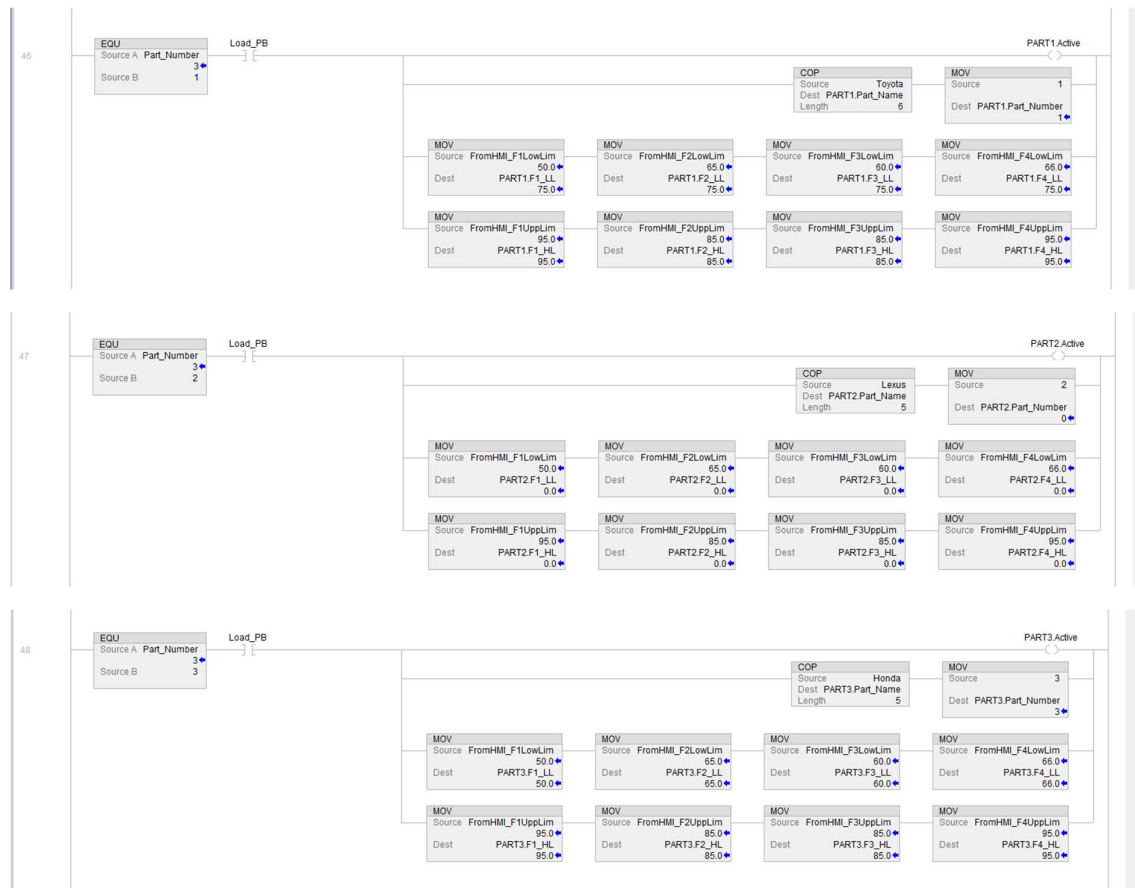 46
EQU
Source A Part_Number
3
Source B 1
Load_PB
PART1.Active
COP
Source Toyota
Dest PART1.Part_Name
Length 6
MOV
Source 1
Dest PART1.Part_Number
1
MOV
Source FromHMI_F1LowLim
50.0
Dest PART1.F1_LL
75.0
MOV
Source FromHMI_F2LowLim
65.0
Dest PART1.F2_LL
75.0
MOV
Source FromHMI_F3LowLim
60.0
Dest PART1.F3_LL
75.0
MOV
Source FromHMI_F4LowLim
66.0
Dest PART1.F4_LL
75.0
MOV
Source FromHMI_F1UppLim
95.0
Dest PART1.F1_HL
95.0
MOV
Source FromHMI_F2UppLim
85.0
Dest PART1.F2_HL
85.0
MOV
Source FromHMI_F3UppLim
85.0
Dest PART1.F3_HL
85.0
MOV
Source FromHMI_F4UppLim
95.0
Dest PART1.F4_HL
95.0
47
EQU
Source A Part_Number
3
Source B 2
Load_PB
PART2.Active
COP
Source Lexus
Dest PART2.Part_Name
Length 5
MOV
Source 2
Dest PART2.Part_Number
0
MOV
Source FromHMI_F1LowLim
50.0
Dest PART2.F1_LL
0.0
MOV
Source FromHMI_F2LowLim
65.0
Dest PART2.F2_LL
0.0
MOV
Source FromHMI_F3LowLim
60.0
Dest PART2.F3_LL
0.0
MOV
Source FromHMI_F4LowLim
66.0
Dest PART2.F4_LL
0.0
MOV
Source FromHMI_F1UppLim
95.0
Dest PART2.F1_HL
0.0
MOV
Source FromHMI_F2UppLim
85.0
Dest PART2.F2_HL
0.0
MOV
Source FromHMI_F3UppLim
85.0
Dest PART2.F3_HL
0.0
MOV
Source FromHMI_F4UppLim
95.0
Dest PART2.F4_HL
0.0
48
EQU
Source A Part_Number
3
Source B 3
Load_PB
PART3.Active
COP
Source Honda
Dest PART3.Part_Name
Length 5
MOV
Source 3
Dest PART3.Part_Number
3
MOV
Source FromHMI_F1LowLim
50.0
Dest PART3.F1_LL
50.0
MOV
Source FromHMI_F2LowLim
65.0
Dest PART3.F2_LL
65.0
MOV
Source FromHMI_F3LowLim
60.0
Dest PART3.F3_LL
60.0
MOV
Source FromHMI_F4LowLim
66.0
Dest PART3.F4_LL
66.0
MOV
Source FromHMI_F1UppLim
95.0
Dest PART3.F1_HL
95.0
MOV
Source FromHMI_F2UppLim
85.0
Dest PART3.F2_HL
85.0
MOV
Source FromHMI_F3UppLim
85.0
Dest PART3.F3_HL
85.0
MOV
Source FromHMI_F4UppLim
95.0
Dest PART3.F4_HL
95.0